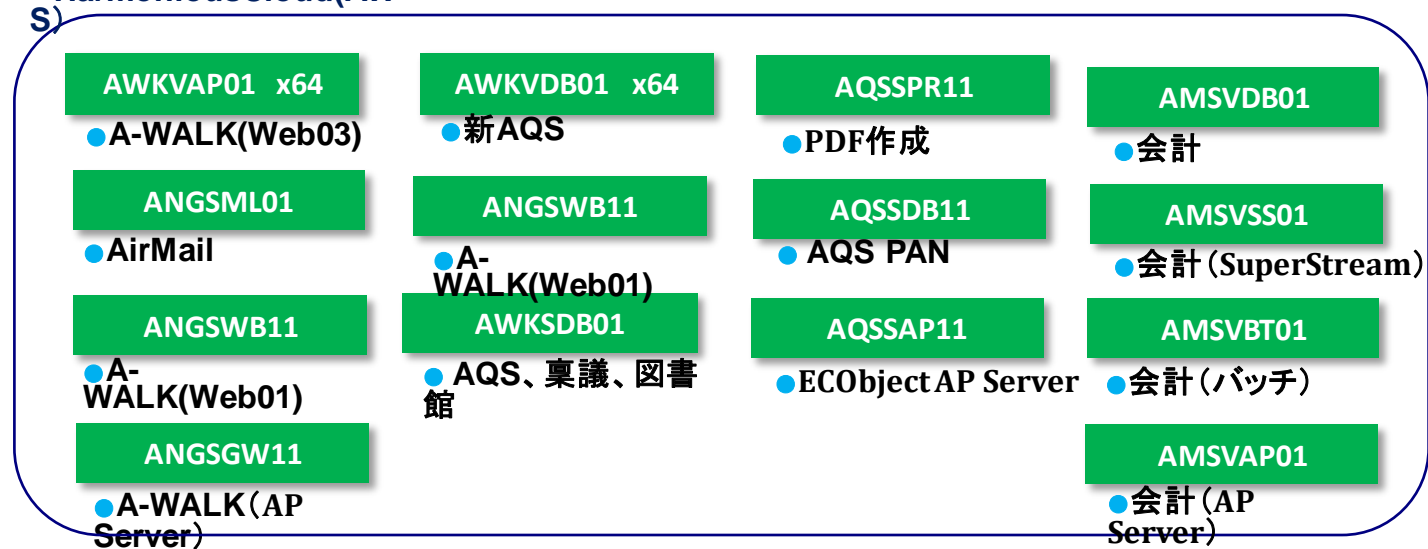 S）
AWKVAP01 x64
●A-WALK(Web03)
ANGSML01
●AirMail
ANGSWB11
●A-
WALK(Web01)
ANGSGW11
●A-WALK（AP
Server）
AWKVDB01 x64
●新AQS
ANGSWB11
●A-
WALK(Web01)
AWKSDB01
●AQS、稟議、図書
館
AQSSPR11
●PDF作成
AQSSDB11
●AQS PAN
AQSSAP11
●ECObject AP Server
AMSVDB01
●会計
AMSVSS01
●会計（SuperStream）
AMSVBT01
●会計（バッチ）
AMSVAP01
●会計（AP
Server）